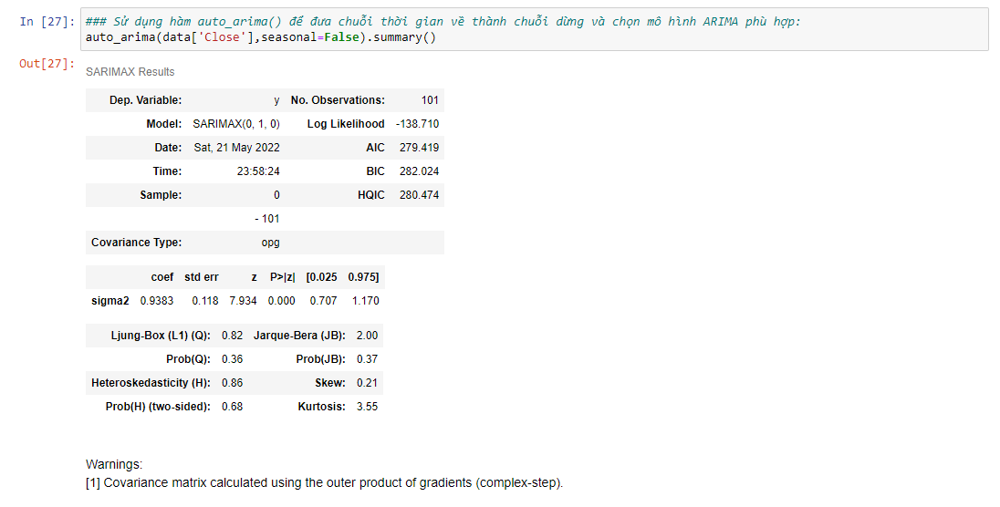 In [27]: ### Sử dụng hàm auto_arima() để đưa chuỗi thời gian về thành chuỗi dừng và chọn mô hình ARIMA phù hợp:
auto_arima(data['Close'],seasonal=False).summary()
Out[27]:
SARIMAX Results
Dep. Variable: y No. Observations: 101
Model: SARIMAX(0, 1, 0) Log Likelihood -138.710
Date: Sat, 21 May 2022 AIC 279.419
Time: 23:58:24 BIC 282.024
Sample: 0 HQIC 280.474
- 101
Covariance Type: opg
coef std err z P>|z| [0.025 0.975]
sigma2 0.9383 0.118 7.934 0.000 0.707 1.170
Ljung-Box (L1) (Q): 0.82 Jarque-Bera (JB): 2.00
Prob(Q): 0.36 Prob(JB): 0.37
Heteroskedasticity (H): 0.86 Skew: 0.21
Prob(H) (two-sided): 0.68 Kurtosis: 3.55
Warnings:
[1] Covariance matrix calculated using the outer product of gradients (complex-step).